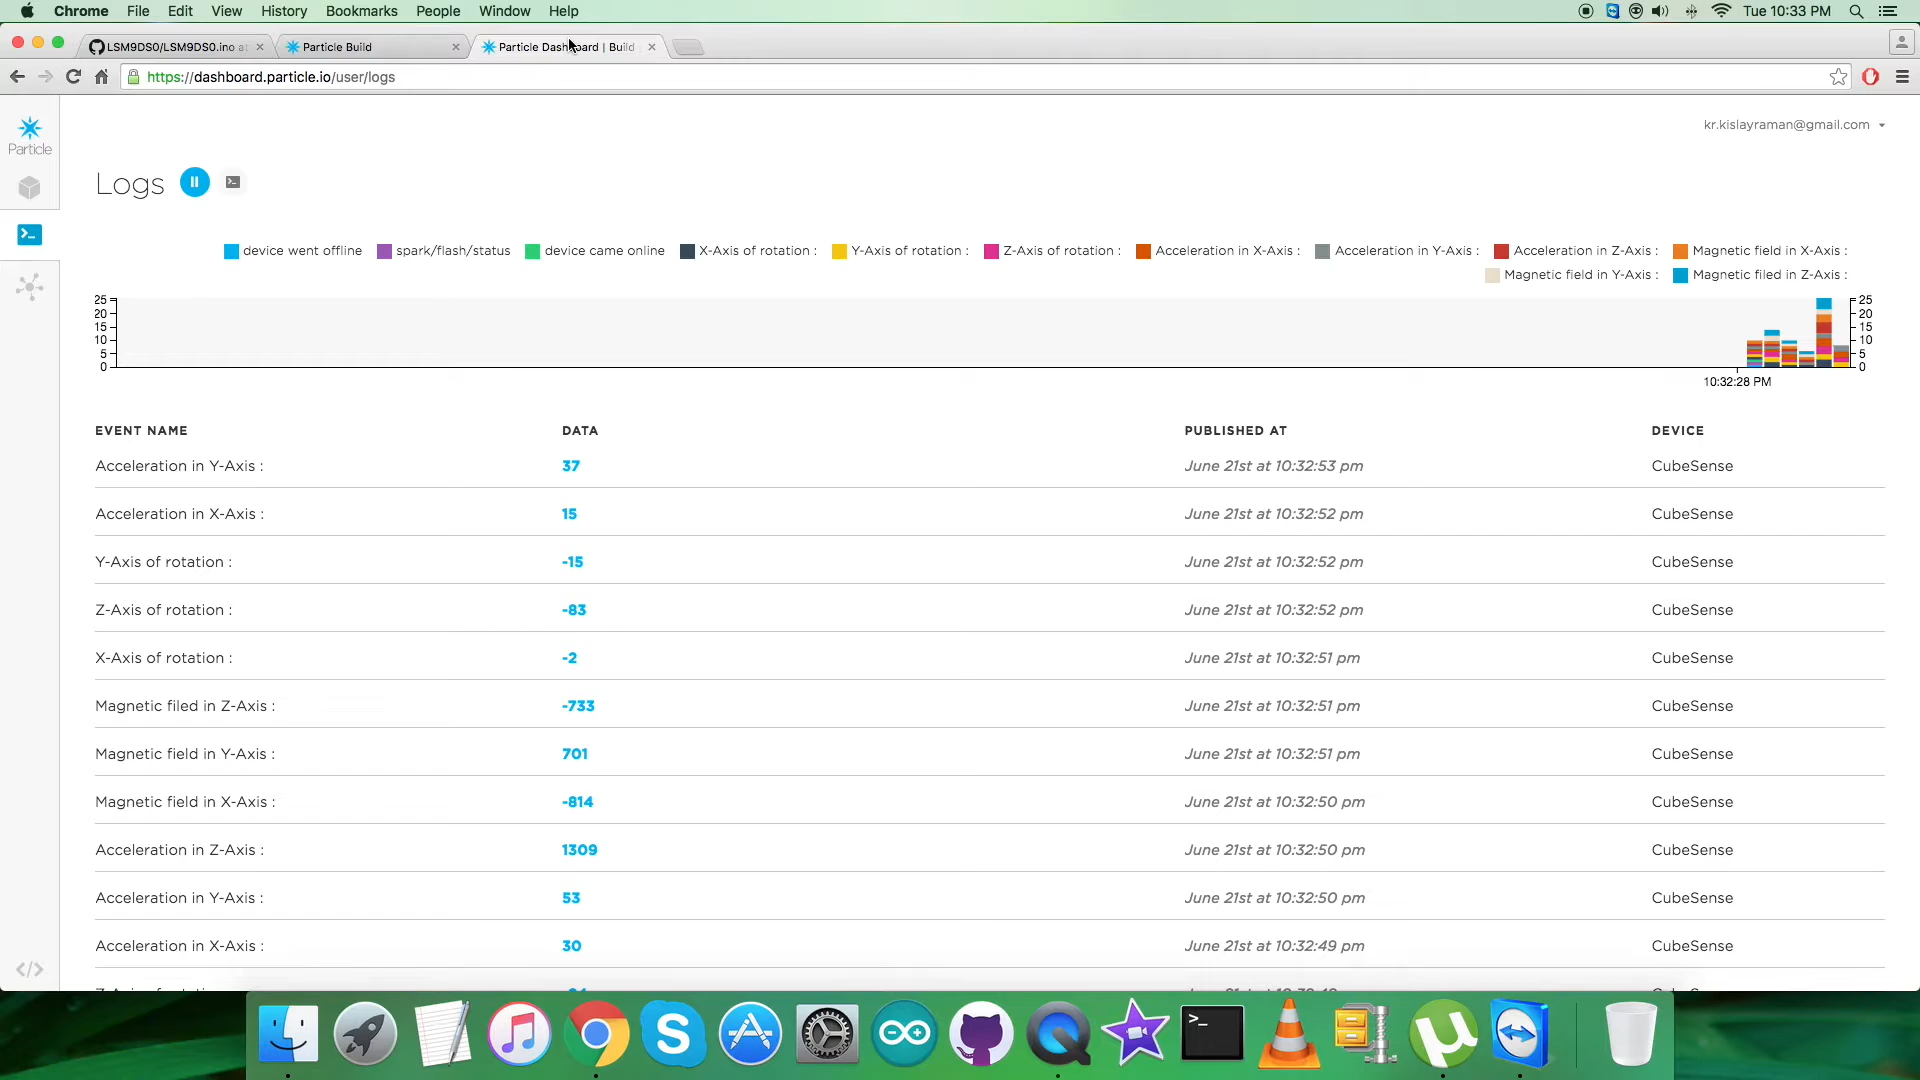 Chrome File Edit View History Bookmarks People Window Help Tue 10:33 PM
LSM9DS0/LSM9DS0.ino at Particle Build Particle Dashboard | Build
https://dashboard.particle.io/user/logs
Particle
kr.kislayraman@gmail.com
Logs
device went offline spark/flash/status device came online X-Axis of rotation : Y-Axis of rotation : Z-Axis of rotation : Acceleration in X-Axis : Acceleration in Y-Axis : Acceleration in Z-Axis : Magnetic field in X-Axis :
Magnetic field in Y-Axis : Magnetic filed in Z-Axis :
25 25
20 20
15 15
10 10
5 5
0 0
10:32:28 PM
EVENT NAME DATA PUBLISHED AT DEVICE
Acceleration in Y-Axis : 37 June 21st at 10:32:53 pm CubeSense
Acceleration in X-Axis : 15 June 21st at 10:32:52 pm CubeSense
Y-Axis of rotation : -15 June 21st at 10:32:52 pm CubeSense
Z-Axis of rotation : -83 June 21st at 10:32:52 pm CubeSense
X-Axis of rotation : -2 June 21st at 10:32:51 pm CubeSense
Magnetic filed in Z-Axis : -733 June 21st at 10:32:51 pm CubeSense
Magnetic field in Y-Axis : 701 June 21st at 10:32:51 pm CubeSense
Magnetic field in X-Axis : -814 June 21st at 10:32:50 pm CubeSense
Acceleration in Z-Axis : 1309 June 21st at 10:32:50 pm CubeSense
Acceleration in Y-Axis : 53 June 21st at 10:32:50 pm CubeSense
Acceleration in X-Axis : 30 June 21st at 10:32:49 pm CubeSense